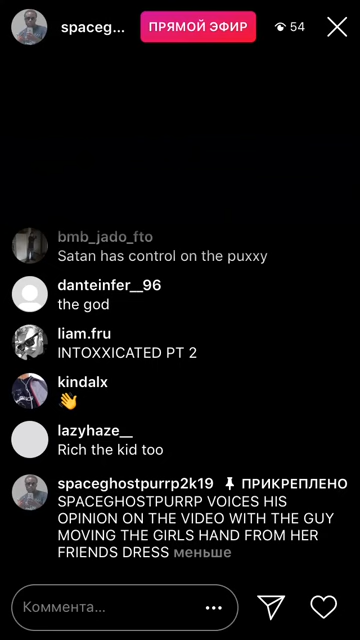 spaceg...
ПРЯМОЙ ЭФИР
54
bmb_jado_fto
Satan has control on the puxxy
danteinfer__96
the god
liam.fru
INTOXXICATED PT 2
kindalx
👋
lazyhaze__
Rich the kid too
spaceghostpurrp2k19 ПРИКРЕПЛЕНО
SPACEGHOSTPURRP VOICES HIS
OPINION ON THE VIDEO WITH THE GUY
MOVING THE GIRLS HAND FROM HER
FRIENDS DRESS меньше
Коммента...